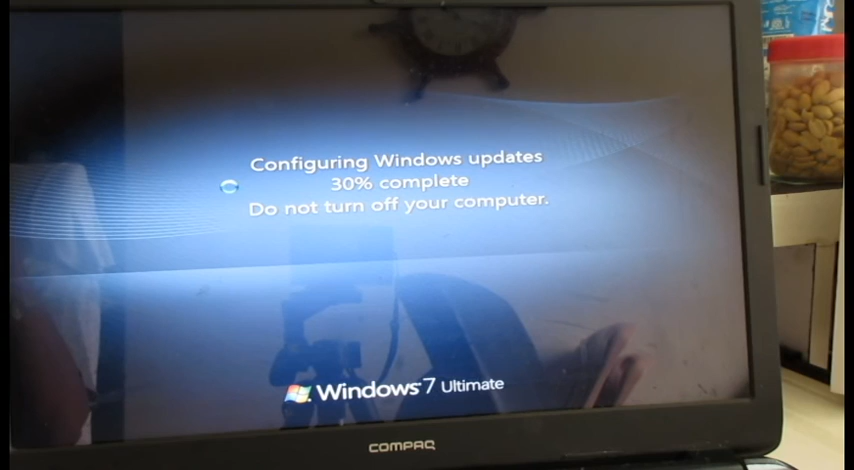 Configuring Windows updates
30% complete
Do not turn off your computer.
Windows 7 Ultimate
COMPAQ